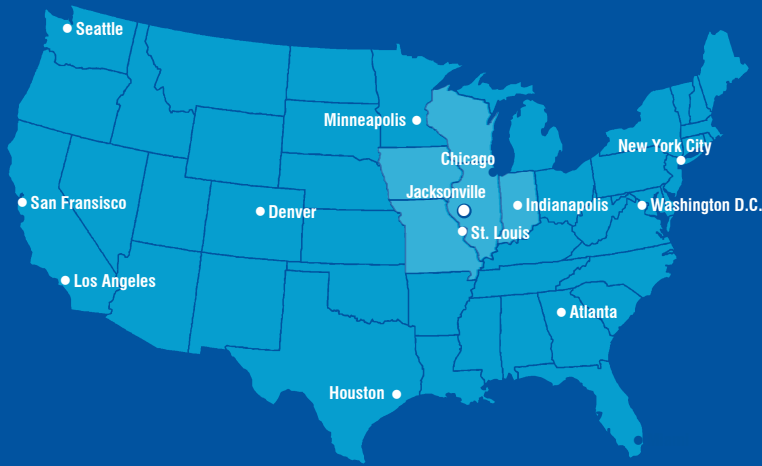 Seattle
Minneapolis
New York City
Chicago
Jacksonville
San Fransisco
Denver
Indianapolis
Washington D.C.
St. Louis
Los Angeles
Atlanta
Houston